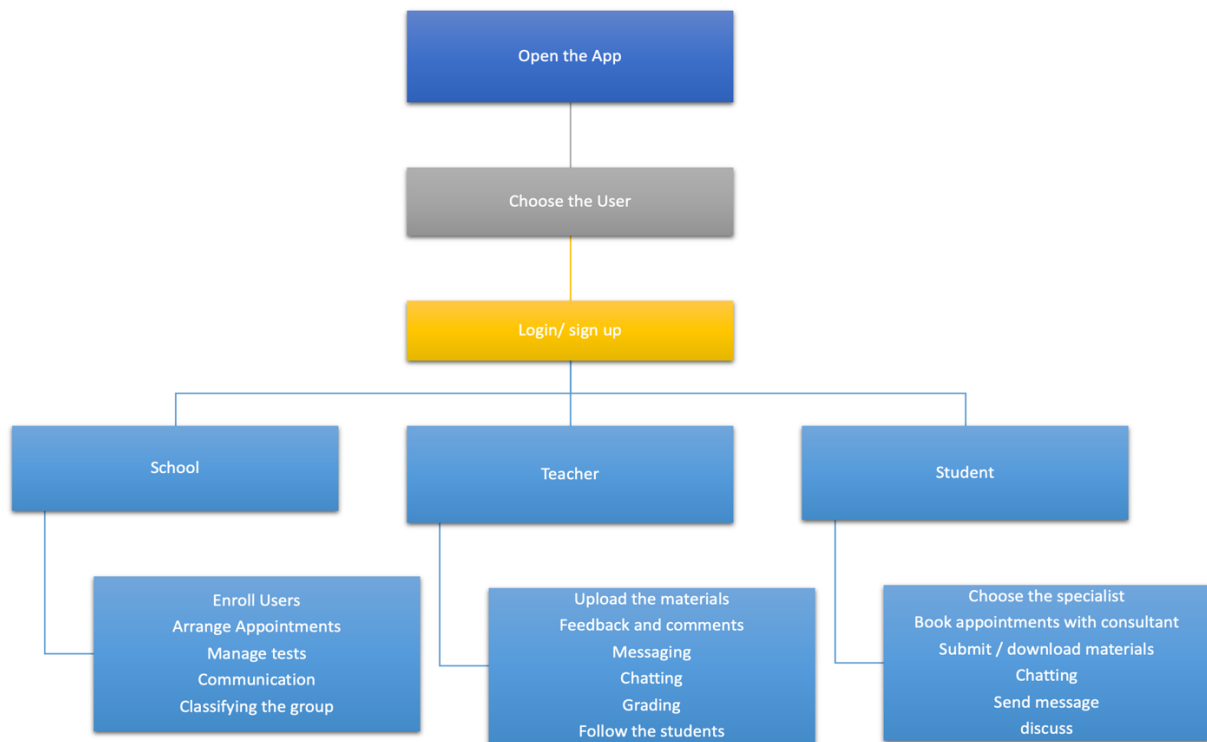 Open the App
Choose the User
Login/ sign up
School
Teacher
Student
Enroll Users
Arrange Appointments
Manage tests
Communication
Classifying the group
Upload the materials
Feedback and comments
Messaging
Chatting
Grading
Follow the students
Choose the specialist
Book appointments with consultant
Submit / download materials
Chatting
Send message
discuss